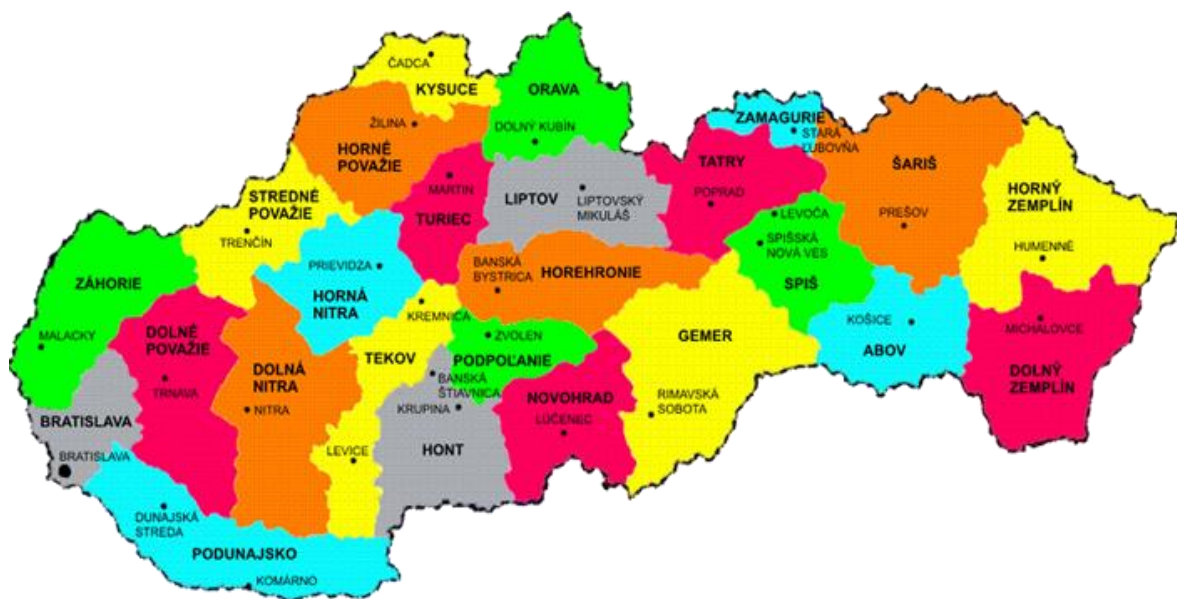 ČADCA
KYSUCE
ORAVA
ŽILINA
DOLNÝ KUBÍN
HORNÉ
POVAŽIE
ZAMAGURIE
STARÁ
ĽUBOVŇA
TATRY
ŠARIŠ
MARTIN
STREDNÉ
POVAŽIE
LIPTOV
LIPTOVSKÝ
MIKULÁŠ
POPRAD
HORNÝ
ZEMPLÍN
TURIEC
LEVOČA
PREŠOV
TRENČÍN
SPIŠSKÁ
NOVÁ VES
HUMENNÉ
PRIEVIDZA
BANSKÁ
BYSTRICA
HOREHRONIE
ZÁHORIE
HORNÁ
NITRA
SPIŠ
KREMNICA
MALACKY
DOLNÉ
POVAŽIE
ZVOLEN
GEMER
KOŠICE
ABOV
MICHALOVCE
TEKOV
PODPOĽANIE
DOLNÁ
NITRA
DOLNÝ
ZEMPLÍN
TRNAVA
BANSKÁ
ŠTIAVNICA
NOVOHRAD
RIMAVSKÁ
SOBOTA
NITRA
KRUPINA
BRATISLAVA
LÚČENEC
BRATISLAVA
LEVICE
HONT
DUNAJSKÁ
STREDA
PODUNAJSKO
KOMÁRNO